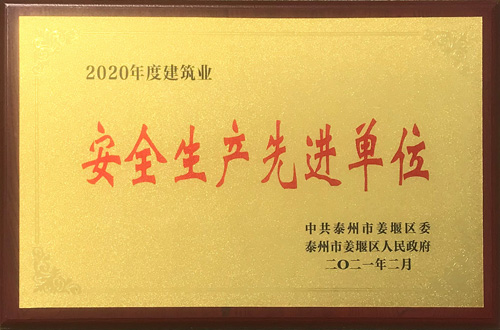 2020年度建筑业
安全生产先进单位
中共泰州市姜堰区委
泰州市姜堰区人民政府
二〇二一年二月